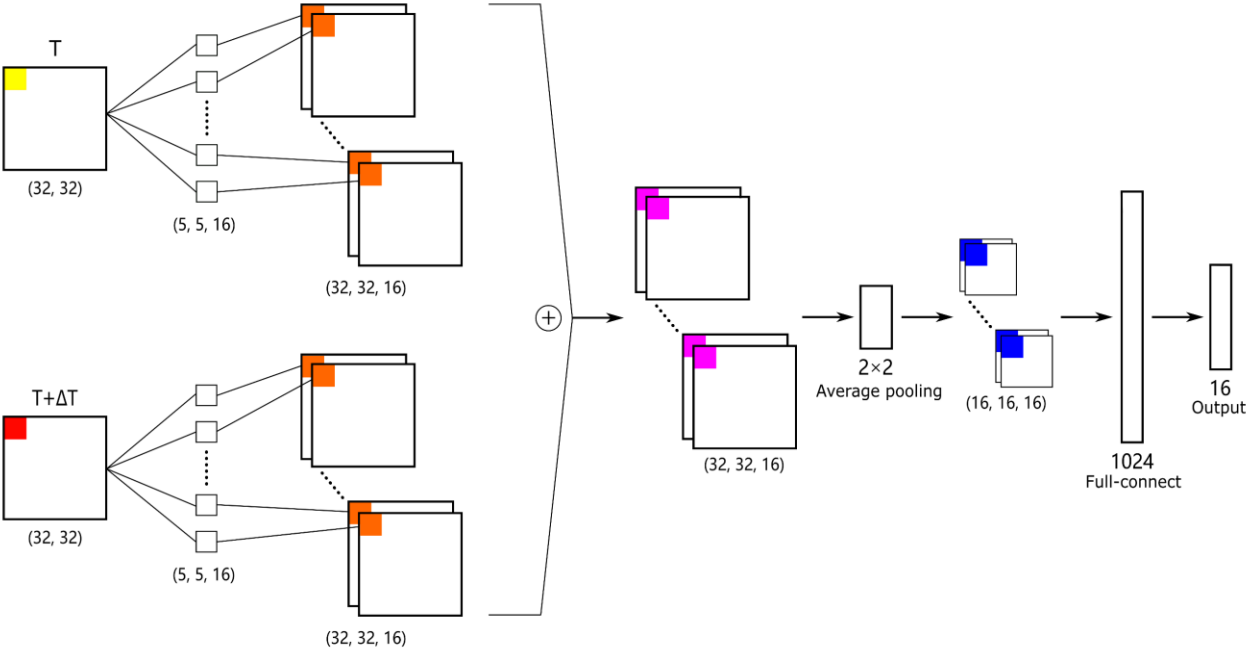 T
(32, 32)
(5, 5, 16)
(32, 32, 16)
T+ΔT
(32, 32)
(5, 5, 16)
(32, 32, 16)
+
(32, 32, 16)
2×2
Average pooling
(16, 16, 16)
1024
Full-connect
16
Output